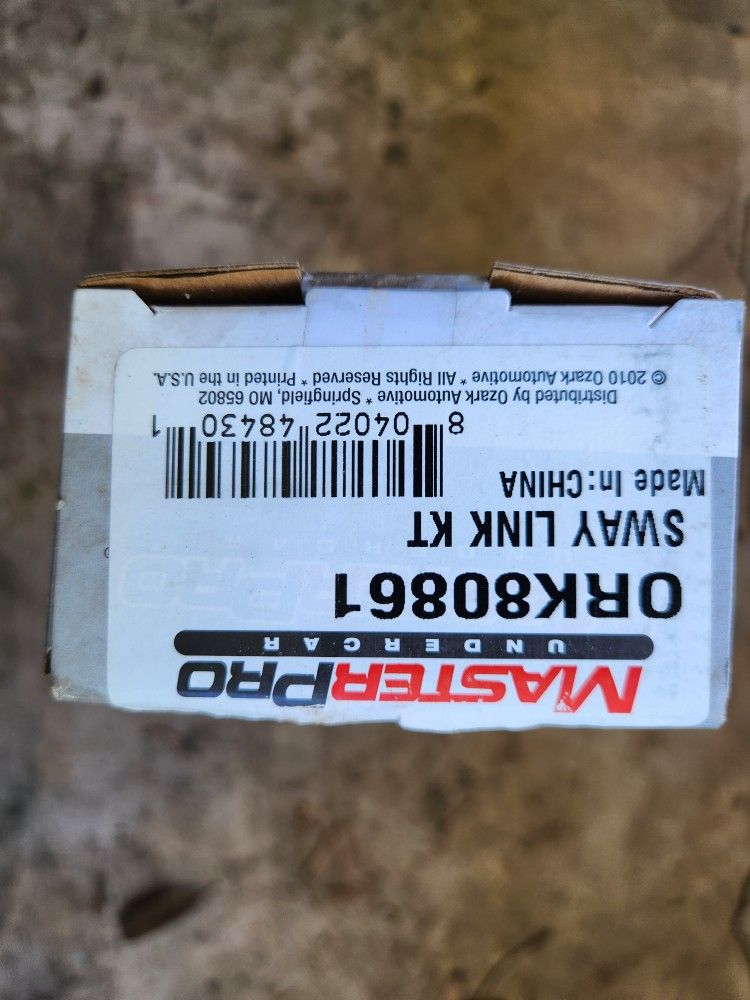 MASTERPRO
UNDERCAR
ORK80861
SWAY LINK KT
Made In:CHINA
8 04022 48430 1
Distributed by Ozark Automotive * Springfield, MO 65802
© 2010 Ozark Automotive * All Rights Reserved * Printed in the U.S.A.